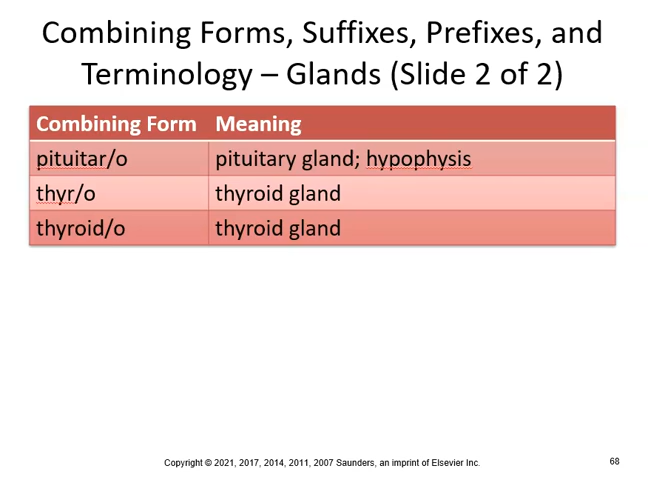 Combining Forms, Suffixes, Prefixes, and
Terminology – Glands (Slide 2 of 2)
Combining Form Meaning
pituitar/o pituitary gland; hypophysis
thyr/o thyroid gland
thyroid/o thyroid gland
Copyright © 2021, 2017, 2014, 2011, 2007 Saunders, an imprint of Elsevier Inc. 68